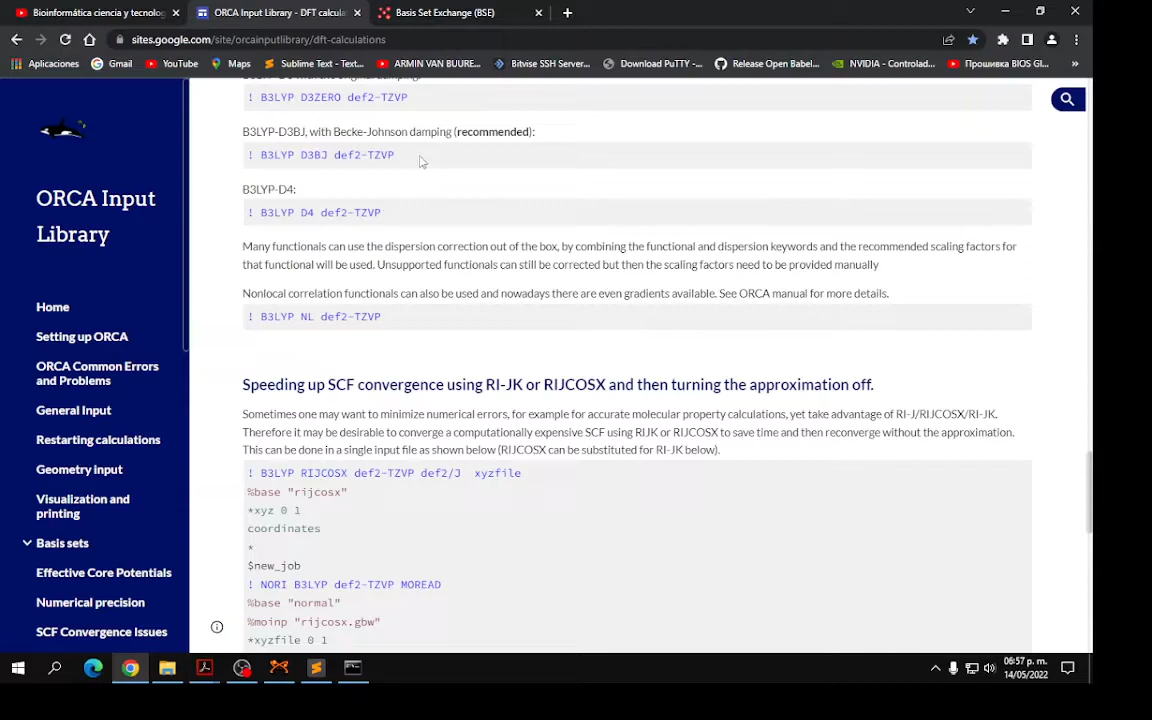 Bioinformática ciencia y tecnolog
ORCA Input Library - DFT calcula
Basis Set Exchange (BSE)
sites.google.com/site/orcainputlibrary/dft-calculations
Aplicaciones
Gmail
YouTube
Maps
Sublime Text - Text...
ARMIN VAN BUURE...
Bitvise SSH Server...
Download PuTTY -...
Release Open Babel...
NVIDIA - Controlad...
Прошивка BIOS GI...
»
! B3LYP D3ZERO def2-TZVP
B3LYP-D3BJ, with Becke-Johnson damping (recommended):
! B3LYP D3BJ def2-TZVP
B3LYP-D4:
! B3LYP D4 def2-TZVP
Many functionals can use the dispersion correction out of the box, by combining the functional and dispersion keywords and the recommended scaling factors for
that functional will be used. Unsupported functionals can still be corrected but then the scaling factors need to be provided manually
Nonlocal correlation functionals can also be used and nowadays there are even gradients available. See ORCA manual for more details.
! B3LYP NL def2-TZVP
Speeding up SCF convergence using RI-JK or RIJCOSX and then turning the approximation off.
Sometimes one may want to minimize numerical errors, for example for accurate molecular property calculations, yet take advantage of RI-J/RIJCOSX/RI-JK.
Therefore it may be desirable to converge a computationally expensive SCF using RIJK or RIJCOSX to save time and then reconverge without the approximation.
This can be done in a single input file as shown below (RIJCOSX can be substituted for RI-JK below).
! B3LYP RIJCOSX def2-TZVP def2/J xyzfile
%base "rijcosx"
*xyz 0 1
coordinates
*
$new_job
! NORI B3LYP def2-TZVP MOREAD
%base "normal"
%moinp "rijcosx.gbw"
*xyzfile 0 1
ORCA Input
Library
Home
Setting up ORCA
ORCA Common Errors
and Problems
General Input
Restarting calculations
Geometry input
Visualization and
printing
Basis sets
Effective Core Potentials
Numerical precision
SCF Convergence Issues
06:57 p. m.
14/05/2022